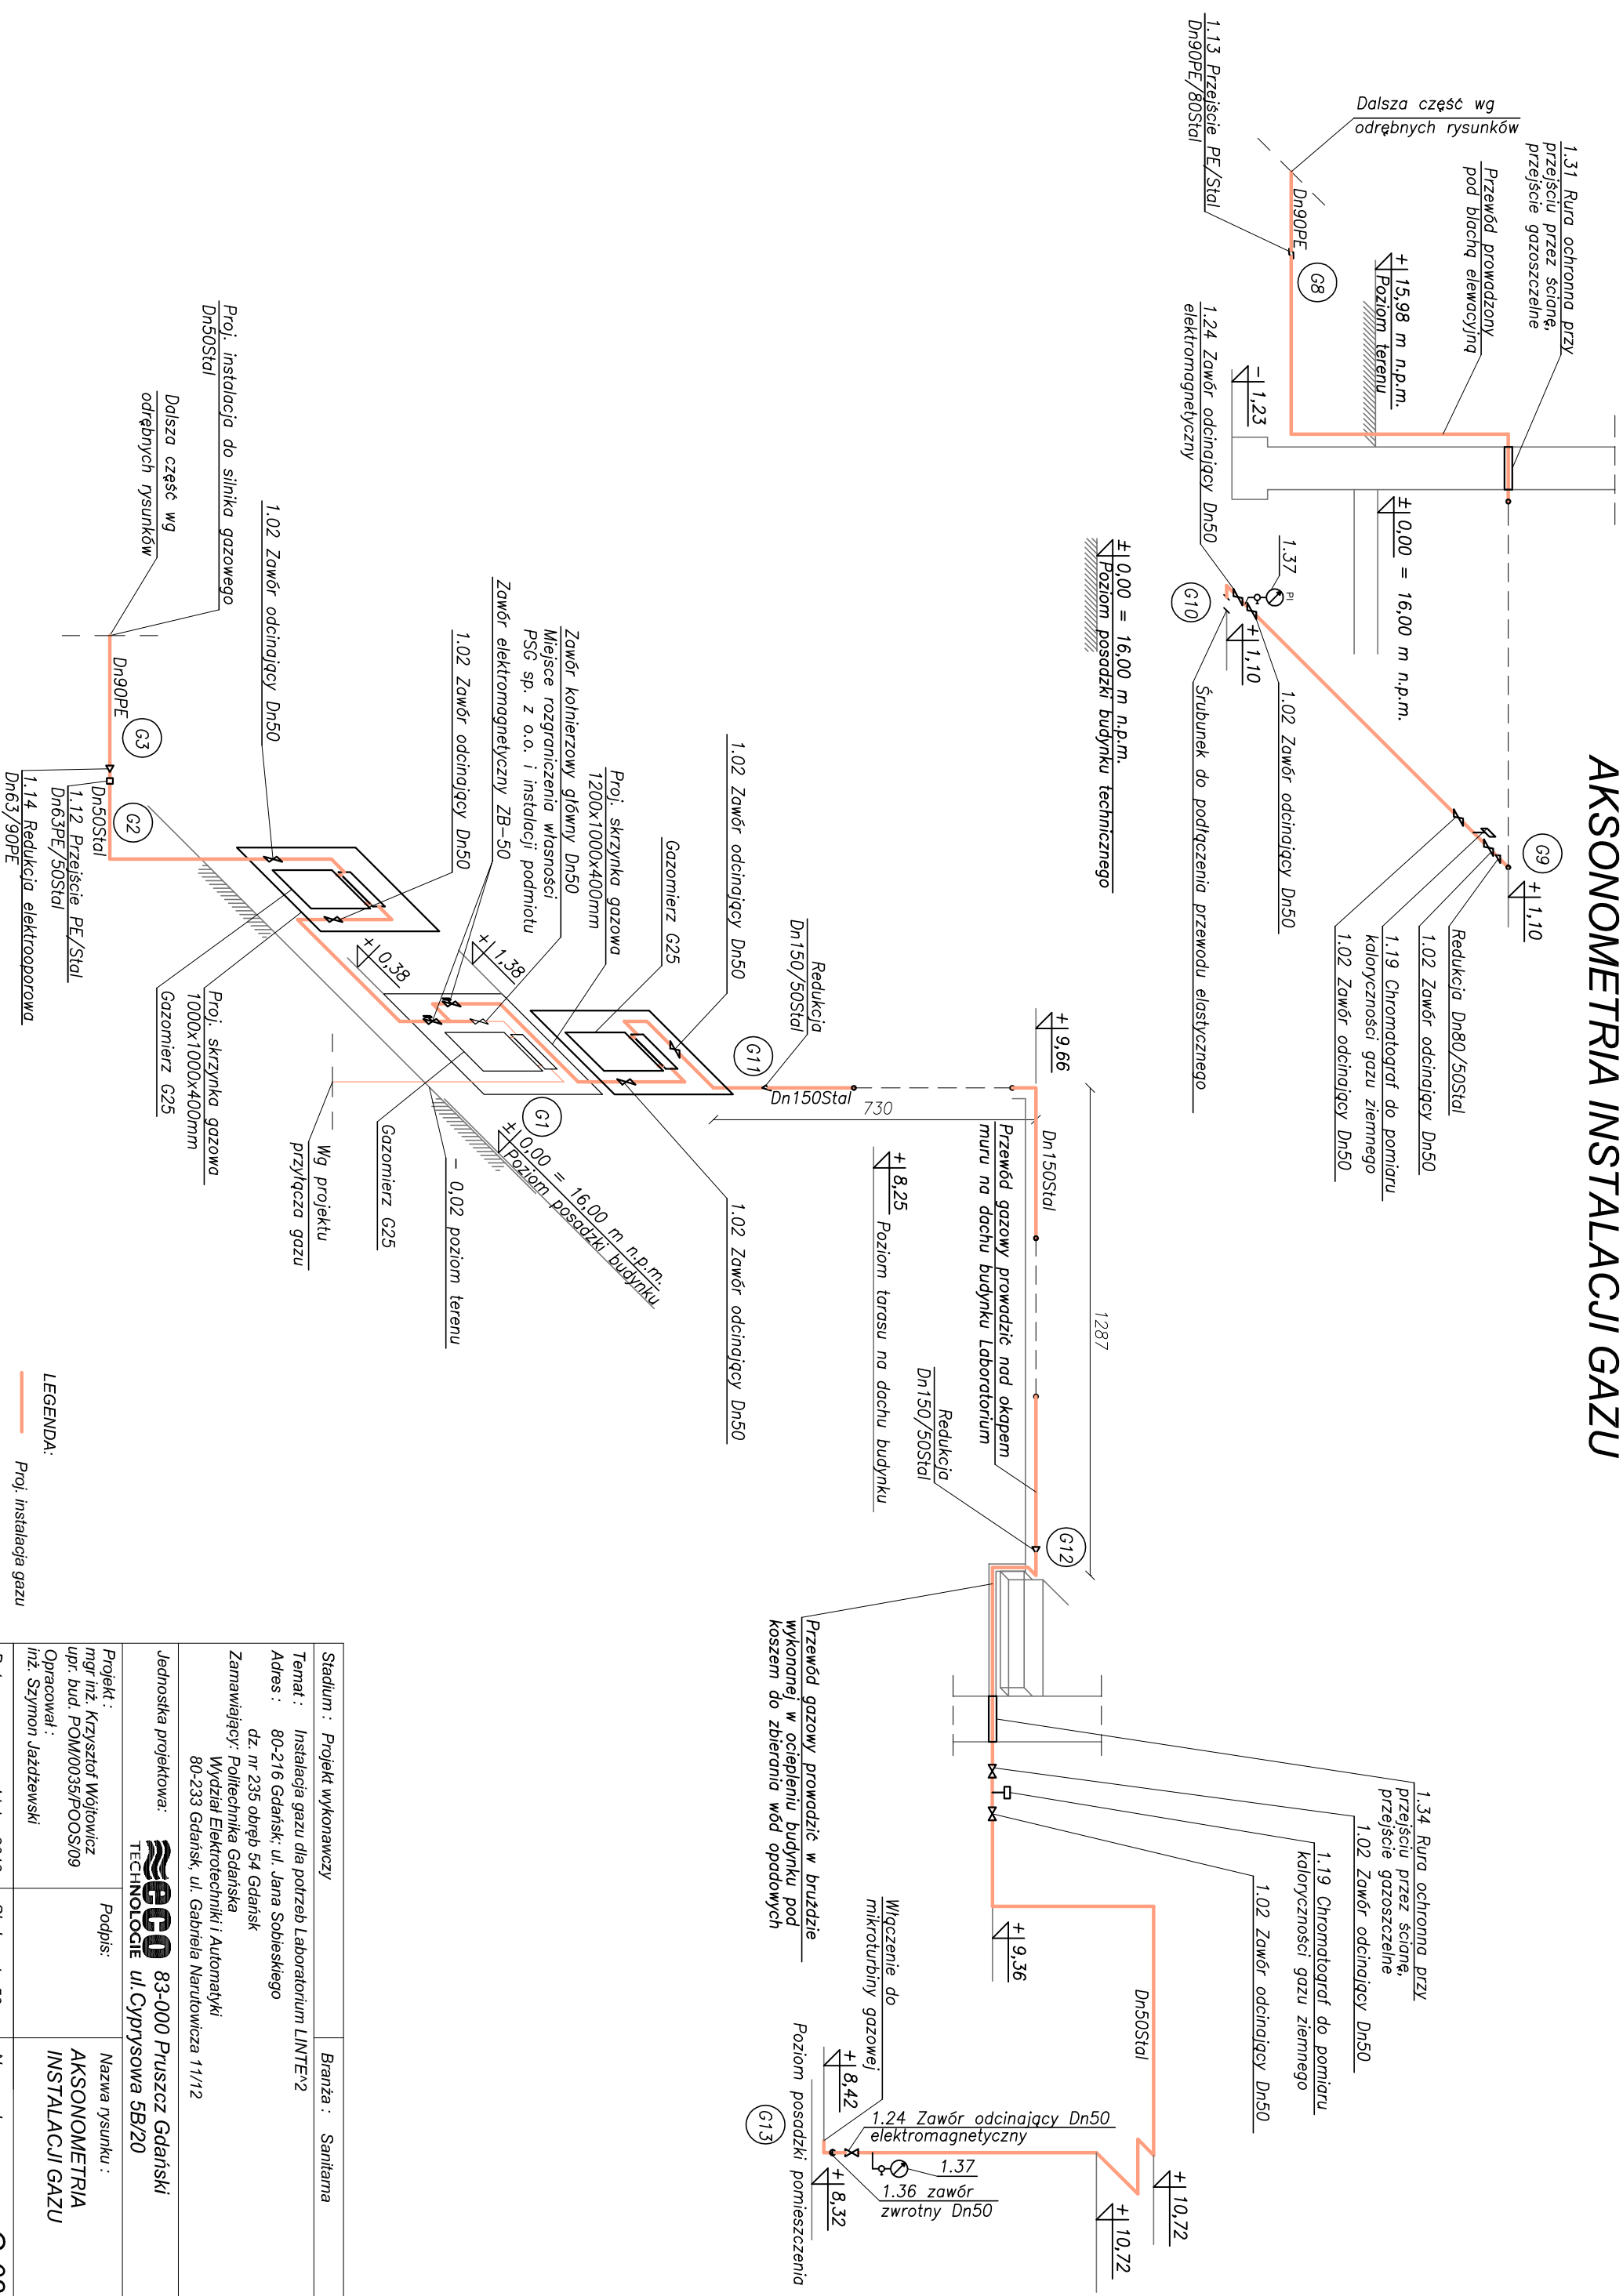 AKSONOMETRIA INSTALACJI GAZU
1.31 Rura ochronna przy
przejściu przez ścianę,
przejście gazoszczelne
Przewód prowadzony
pod blachą elewacyjną
Dalsza część wg
odrębnych rysunków
1.13 Przejście PE/Stal
Dn90PE/80Stal
Dn90PE
G8
+15,98 m n.p.m.
Poziom terenu
-1,23
1.24 Zawór odcinający Dn50
elektromagnetyczny
±0,00 = 16,00 m n.p.m.
1.37
PI
G10
+1,10
1.02 Zawór odcinający Dn50
Śrubunek do podłączenia przewodu elastycznego
±0,00 = 16,00 m n.p.m.
Poziom posadzki budynku technicznego
G9
+1,10
Redukcja Dn80/50Stal
1.02 Zawór odcinający Dn50
1.19 Chromatograf do pomiaru
kaloryczności gazu ziemnego
1.02 Zawór odcinający Dn50
+9,66
1287
730
Dn150Stal
Przewód gazowy prowadzić nad okapem
muru na dachu budynku Laboratorium
+8,25
Poziom tarasu na dachu budynku
Redukcja
Dn150/50Stal
G12
Przewód gazowy prowadzić w bruździe
wykonanej w ociepleniu budynku pod
koszem do zbierania wód opadowych
1.34 Rura ochronna przy
przejściu przez ścianę,
przejście gazoszczelne
1.02 Zawór odcinający Dn50
1.19 Chromatograf do pomiaru
kaloryczności gazu ziemnego
1.02 Zawór odcinający Dn50
+9,36
Dn50Stal
Włączenie do
mikroturbiny gazowej
+8,42
1.24 Zawór odcinający Dn50
elektromagnetyczny
1.37
1.36 zawór
zwrotny Dn50
+8,32
Poziom posadzki pomieszczenia
G13
+10,72
+10,72
Redukcja
Dn150/50Stal
Dn150Stal
G11
1.02 Zawór odcinający Dn50
Gazomierz G25
Proj. skrzynka gazowa
1200x1000x400mm
Zawór kołnierzowy główny Dn50
Miejsce rozgraniczenia własności
PSG sp. z o.o. i instalacji podmiotu
Zawór elektromagnetyczny ZB-50
1.02 Zawór odcinający Dn50
1.02 Zawór odcinający Dn50
Proj. instalacja do silnika gazowego
Dn50Stal
Dalsza część wg
odrębnych rysunków
Dn90PE
G3
G2
Dn50Stal
1.12 Przejście PE/Stal
Dn63PE/50Stal
1.14 Redukcja elektrooporowa
Dn63/90PE
+1,38
+0,38
G1
1.02 Zawór odcinający Dn50
±0,00 = 16,00 m n.p.m.
Poziom posadzki budynku
- 0,02 poziom terenu
Gazomierz G25
Wg projektu
przyłącza gazu
Proj. skrzynka gazowa
1000x1000x400mm
Gazomierz G25
LEGENDA:
Proj. instalacja gazu
Stadium : Projekt wykonawczy
Branża : Sanitarna
Temat : Instalacja gazu dla potrzeb Laboratorium LINTE^2
Adres : 80-216 Gdańsk; ul. Jana Sobieskiego
dz. nr 235 obręb 54 Gdańsk
Zamawiający: Politechnika Gdańska
Wydział Elektrotechniki i Automatyki
80-233 Gdańsk, ul. Gabriela Narutowicza 11/12
Jednostka projektowa:
eco
TECHNOLOGIE
83-000 Pruszcz Gdański
ul.Cyprysowa 5B/20
Projekt :
mgr inż. Krzysztof Wójtowicz
upr. bud. POM/0035/POOS/09
Opracował :
inż. Szymon Jażdżewski
Podpis:
Nazwa rysunku :
AKSONOMETRIA
INSTALACJI GAZU